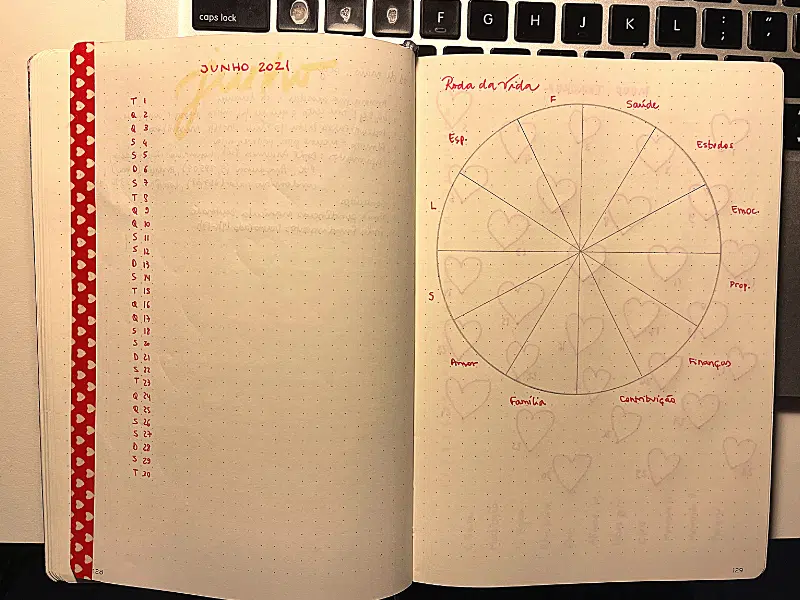 caps lock
F G H J K L : ; " '
JUNHO 2021
junho
T 1
Q 2
Q 3
S 4
S 5
D 6
S 7
T 8
Q 9
Q 10
S 11
S 12
D 13
S 14
T 15
Q 16
Q 17
S 18
S 20
D 21
S 22
T 23
Q 24
Q 25
S 26
S 27
D 28
S 29
T 30
128
Roda da Vida
F
Saúde
Esp.
Estudos
L
Emoc.
S
Prop.
Amor
Finanças
Família
Contribuição
129